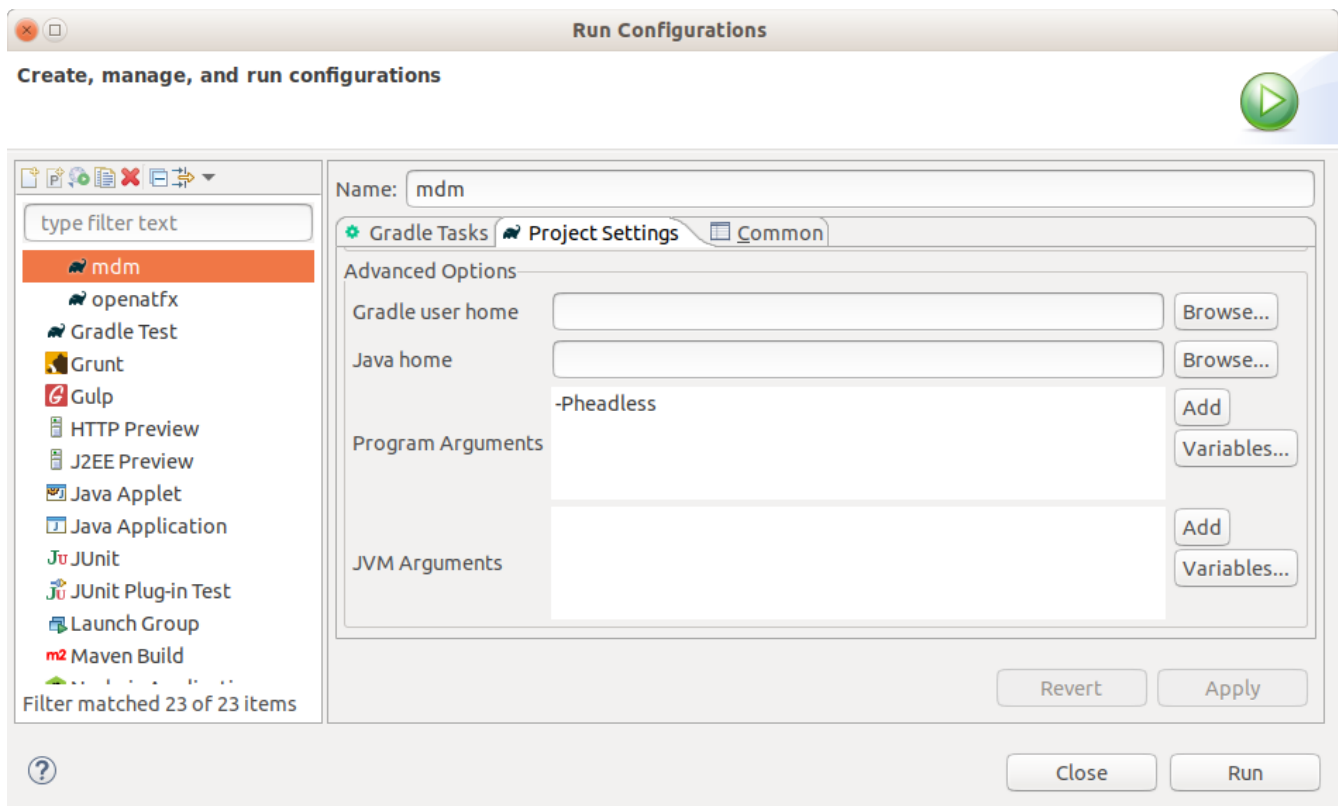 Run Configurations
Create, manage, and run configurations
type filter text
mdm
openatfx
Gradle Test
Grunt
Gulp
HTTP Preview
J2EE Preview
Java Applet
Java Application
JUnit
JUnit Plug-in Test
Launch Group
m2 Maven Build
Filter matched 23 of 23 items
Name: mdm
Gradle Tasks Project Settings Common
Advanced Options
Gradle user home Browse...
Java home Browse...
-Pheadless
Program Arguments
Add
Variables...
JVM Arguments
Add
Variables...
Revert Apply
Close Run